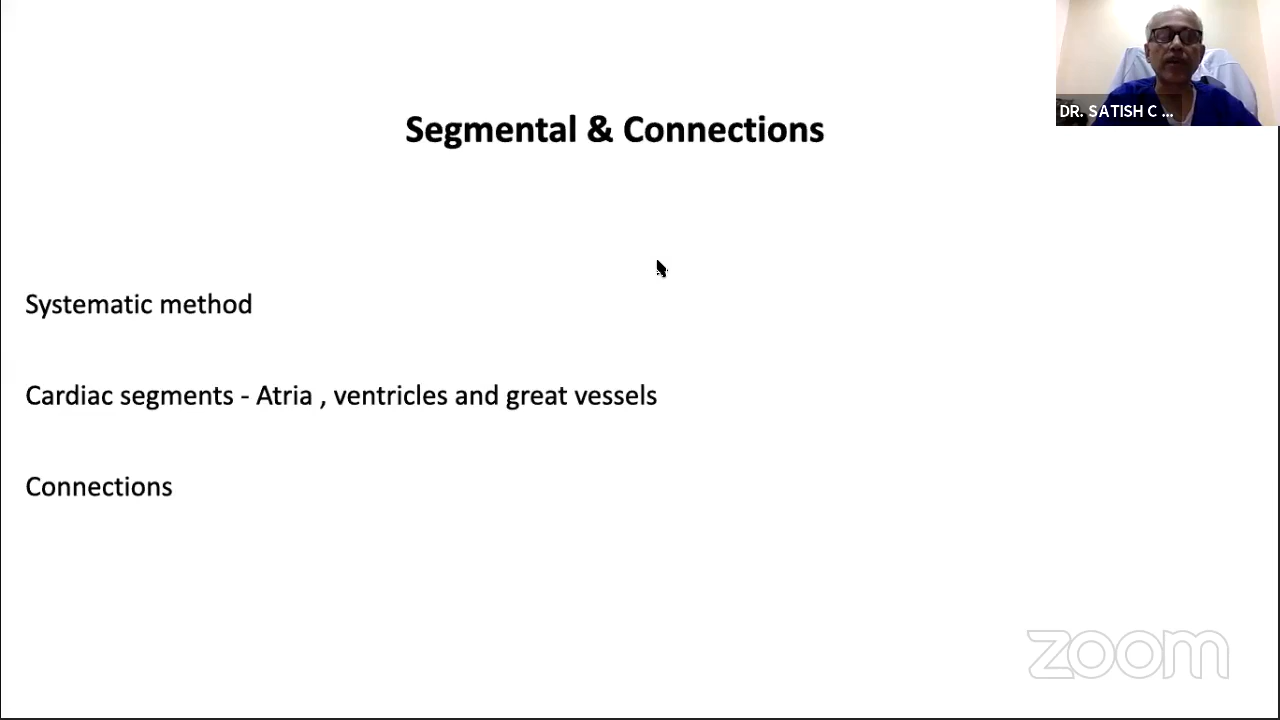 Segmental & Connections
DR. SATISH C ...
Systematic method
Cardiac segments - Atria , ventricles and great vessels
Connections
zoom